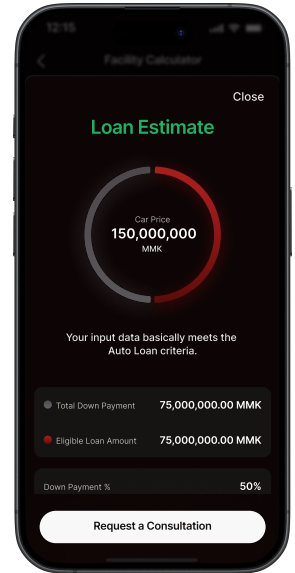 12:15
Facility Calculator
Close
Loan Estimate
Car Price
150,000,000
MMK
Your input data basically meets the
Auto Loan criteria.
Total Down Payment 75,000,000.00 MMK
Eligible Loan Amount 75,000,000.00 MMK
Down Payment % 50%
Request a Consultation